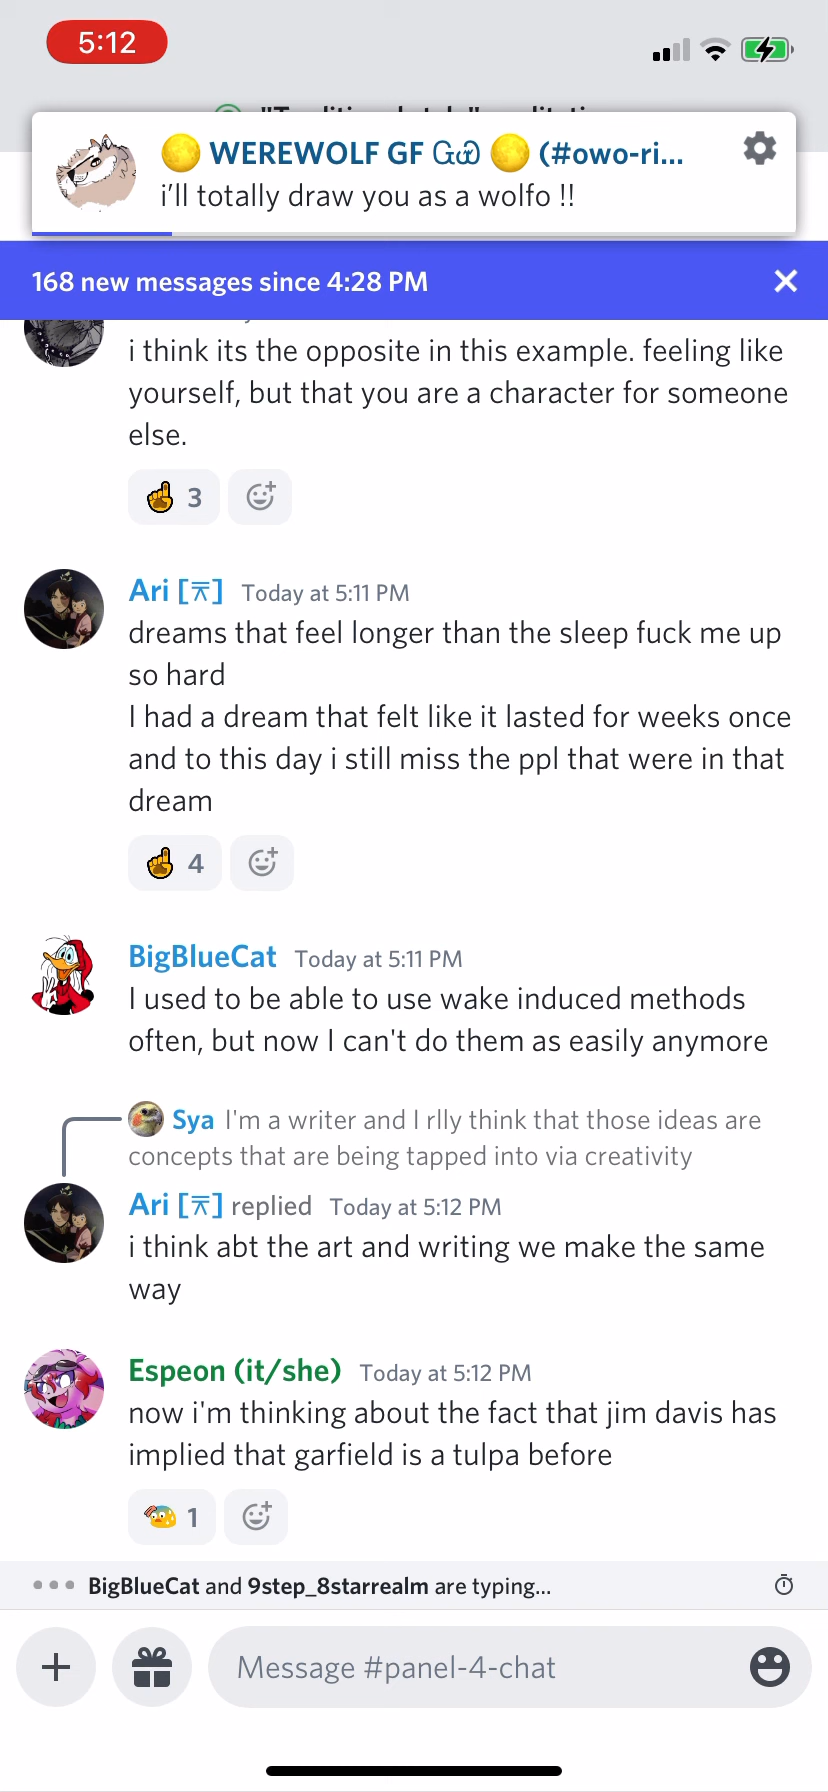 5:12
WEREWOLF GF (#owo-ri...
i'll totally draw you as a wolfo !!
168 new messages since 4:28 PM
i think its the opposite in this example. feeling like
yourself, but that you are a character for someone
else.
3
Ari [⚻] Today at 5:11 PM
dreams that feel longer than the sleep fuck me up
so hard
I had a dream that felt like it lasted for weeks once
and to this day i still miss the ppl that were in that
dream
4
BigBlueCat Today at 5:11 PM
I used to be able to use wake induced methods
often, but now I can't do them as easily anymore
Sya I'm a writer and I rlly think that those ideas are
concepts that are being tapped into via creativity
Ari [⚻] replied Today at 5:12 PM
i think abt the art and writing we make the same
way
Espeon (it/she) Today at 5:12 PM
now i'm thinking about the fact that jim davis has
implied that garfield is a tulpa before
1
BigBlueCat and 9step_8starrealm are typing...
Message #panel-4-chat